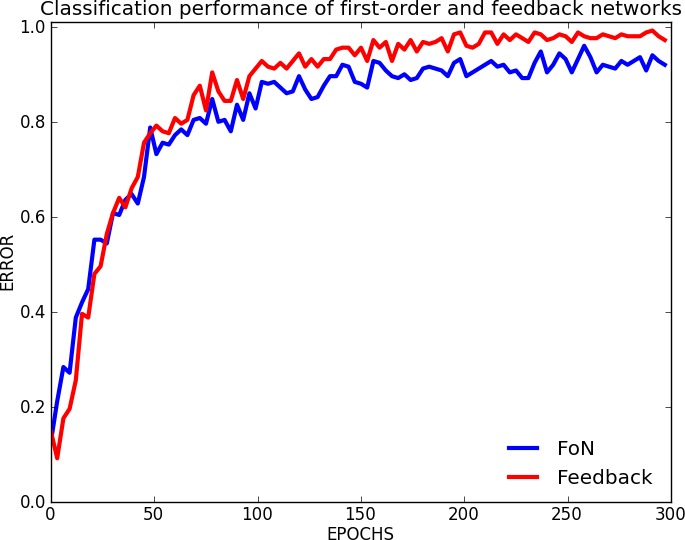 Classification performance of first-order and feedback networks
1.0
0.8
0.6
0.4
0.2
0.0
ERROR
0 50 100 150 200 250 300
EPOCHS
FoN
Feedback